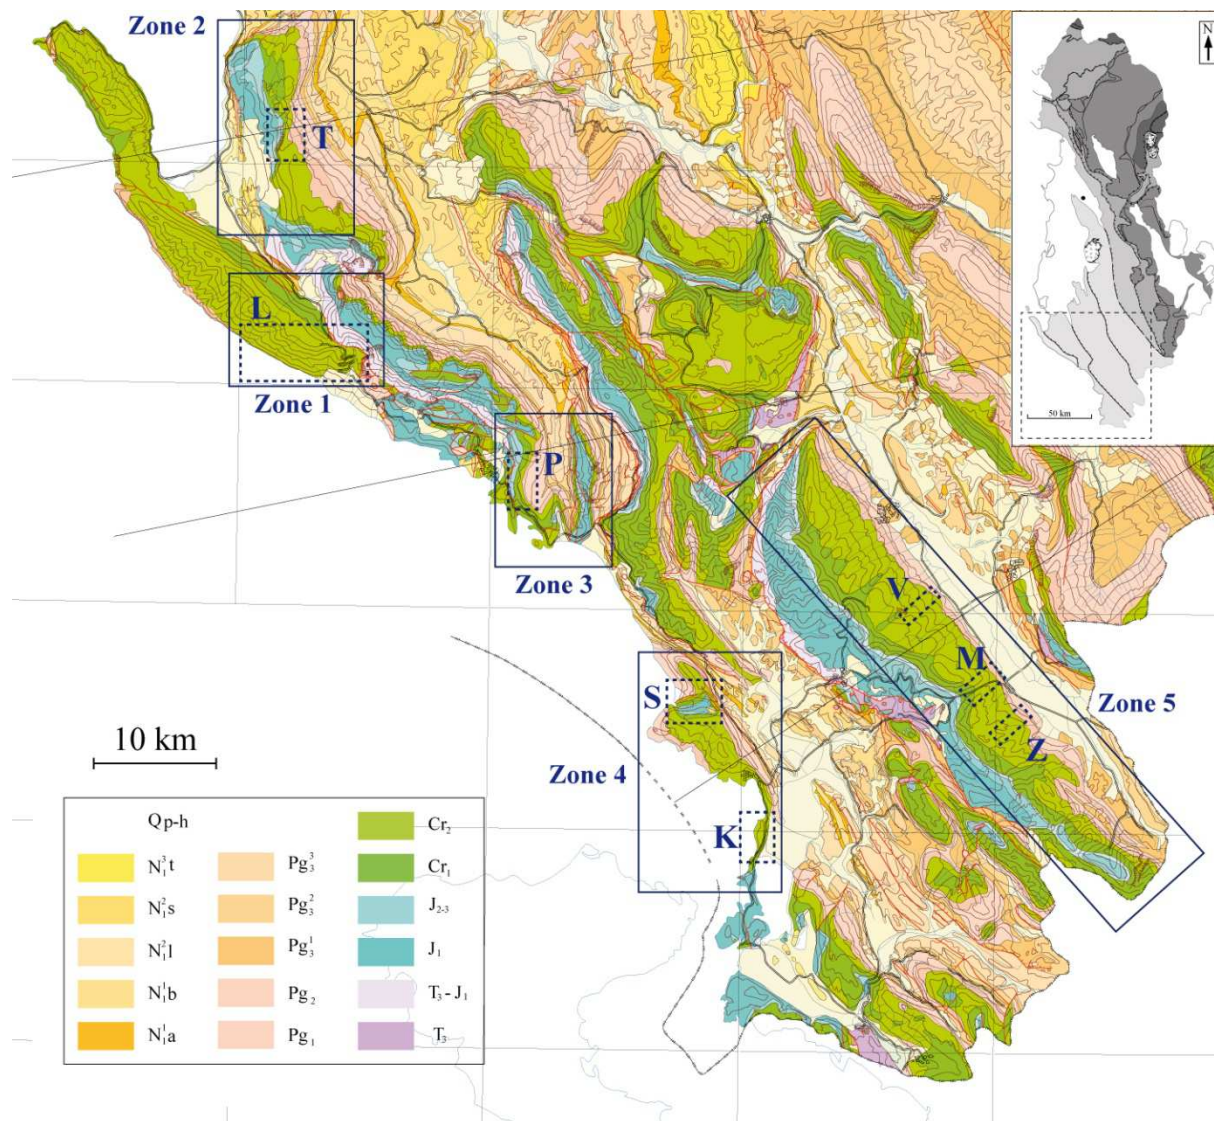 Zone 2
N
T
L
50 km
Zone 1
P
Zone 3
V
M
S
Zone 5
Z
10 km
Zone 4
K
Qp-h
Cr₂
N₁³t
Pg₃³
Cr₁
N₁²s
Pg₃²
J₂₋₃
N₁²l
Pg₃¹
J₁
N₁¹b
Pg₂
T₃-J₁
N₁¹a
Pg₁
T₃